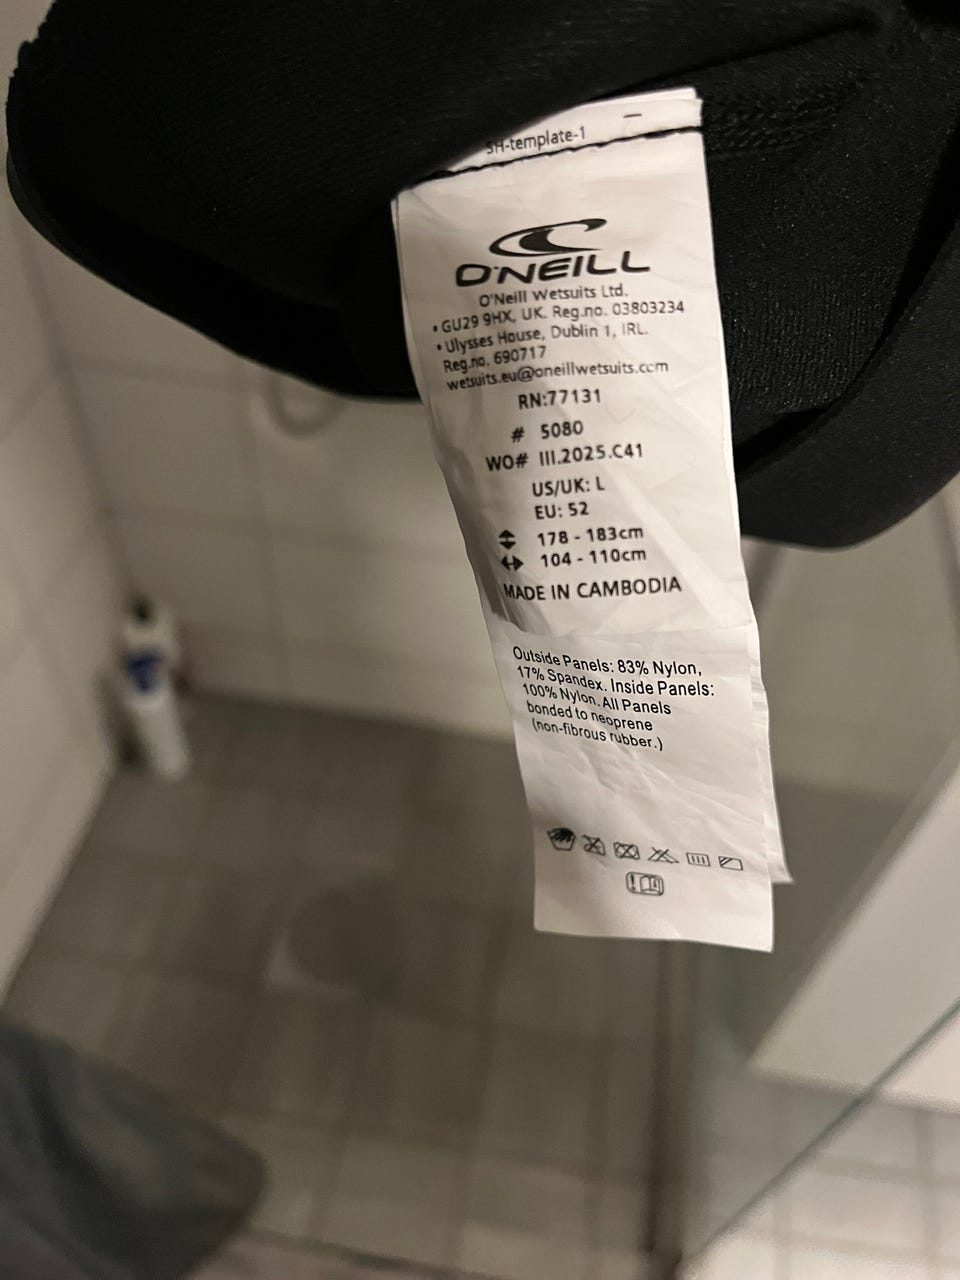 SH-template-1
O'NEILL
O'Neill Wetsuits Ltd.
• GU29 9HX, UK. Reg.no. 03803234
• Ulysses House, Dublin 1, IRL.
Reg.no. 690717
wetsuits.eu@oneillwetsuits.com
RN:77131
# 5080
WO# III.2025.C41
US/UK: L
EU: 52
178 - 183cm
104 - 110cm
MADE IN CAMBODIA
Outside Panels: 83% Nylon,
17% Spandex. Inside Panels:
100% Nylon. All Panels
bonded to neoprene
(non-fibrous rubber.)